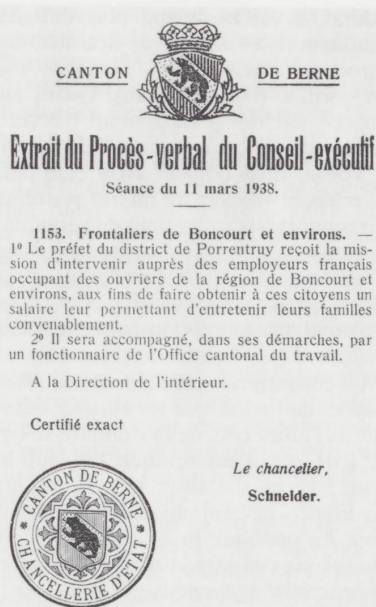 CANTON DE BERNE
Extrait du Procès-verbal du Conseil-exécutif
Séance du 11 mars 1938.
1153. Frontaliers de Boncourt et environs. —
1º Le préfet du district de Porrentruy reçoit la mis-
sion d'intervenir auprès des employeurs français
occupant des ouvriers de la région de Boncourt et
environs, aux fins de faire obtenir à ces citoyens un
salaire leur permettant d'entretenir leurs familles
convenablement.
2º Il sera accompagné, dans ses démarches, par
un fonctionnaire de l'Office cantonal du travail.
A la Direction de l'intérieur.
Certifié exact
Le chancelier,
Schneider.
CANTON DE BERNE
CHANCELLERIE D'ÉTAT